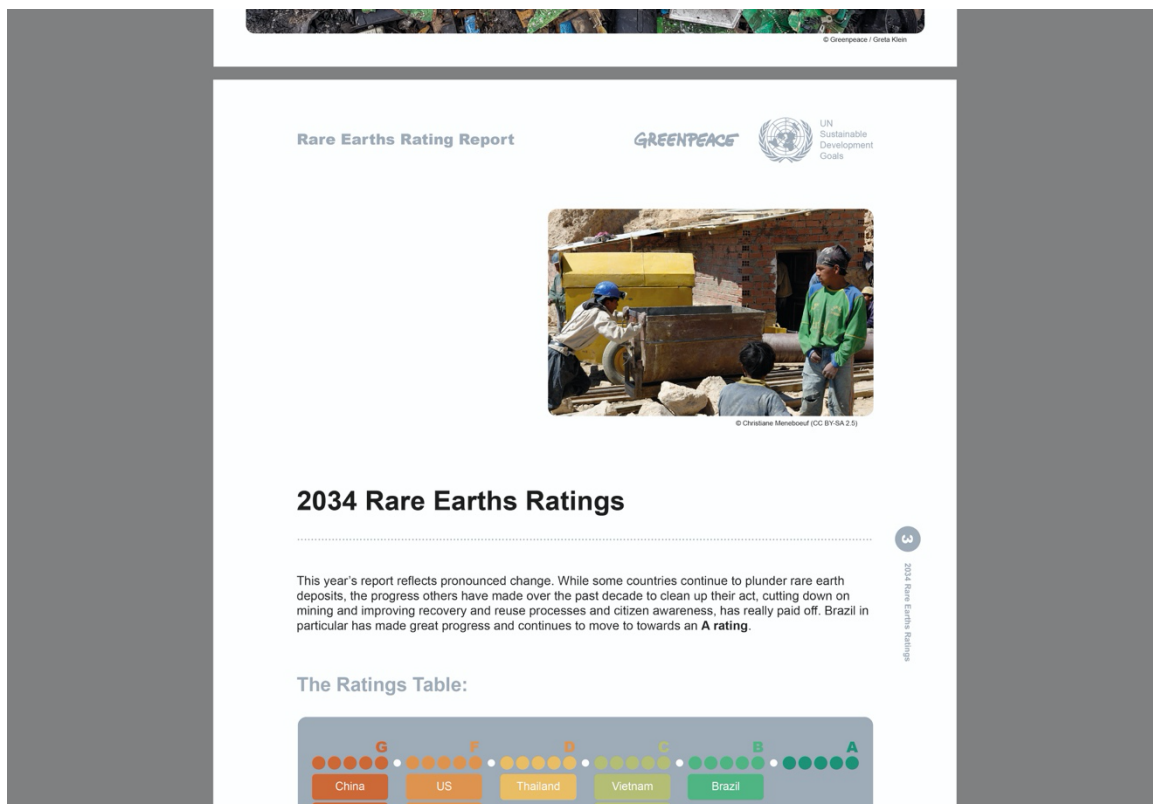 © Greenpeace / Greta Klein
Rare Earths Rating Report
GREENPEACE
UN
Sustainable
Development
Goals
© Christiane Meneboeuf (CC BY-SA 2.5)
2034 Rare Earths Ratings
3
2034 Rare Earths Ratings
This year’s report reflects pronounced change. While some countries continue to plunder rare earth
deposits, the progress others have made over the past decade to clean up their act, cutting down on
mining and improving recovery and reuse processes and citizen awareness, has really paid off. Brazil in
particular has made great progress and continues to move to towards an A rating.
The Ratings Table:
G F D C B A
China US Thailand Vietnam Brazil